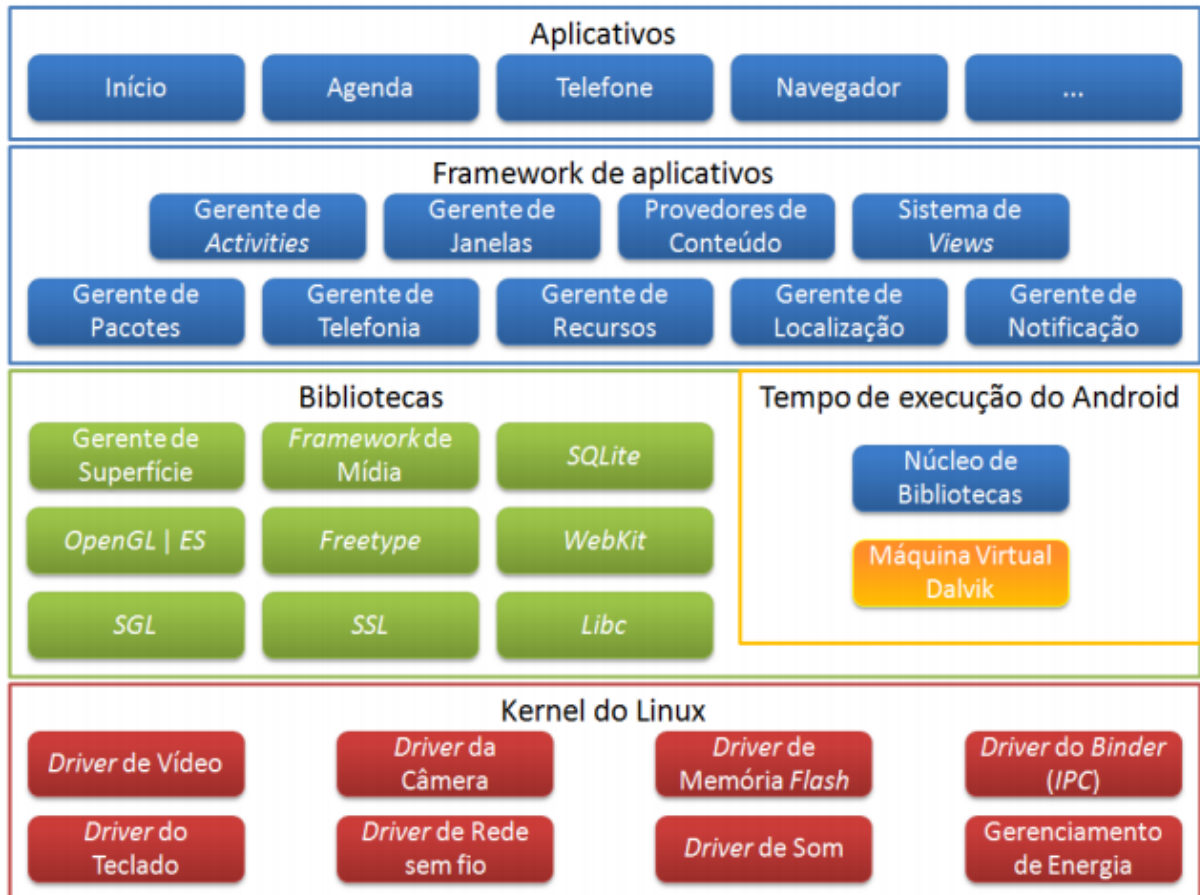 Aplicativos
Início
Agenda
Telefone
Navegador
...
Framework de aplicativos
Gerente de
Activities
Gerente de
Janelas
Provedores de
Conteúdo
Sistema de
Views
Gerente de
Pacotes
Gerente de
Telefonia
Gerente de
Recursos
Gerente de
Localização
Gerente de
Notificação
Bibliotecas
Gerente de
Superfície
Framework de
Mídia
SQLite
OpenGL | ES
Freetype
WebKit
SGL
SSL
Libc
Tempo de execução do Android
Núcleo de
Bibliotecas
Máquina Virtual
Dalvik
Kernel do Linux
Driver de Vídeo
Driver da
Câmera
Driver de
Memória Flash
Driver do Binder
(IPC)
Driver do
Teclado
Driver de Rede
sem fio
Driver de Som
Gerenciamento
de Energia